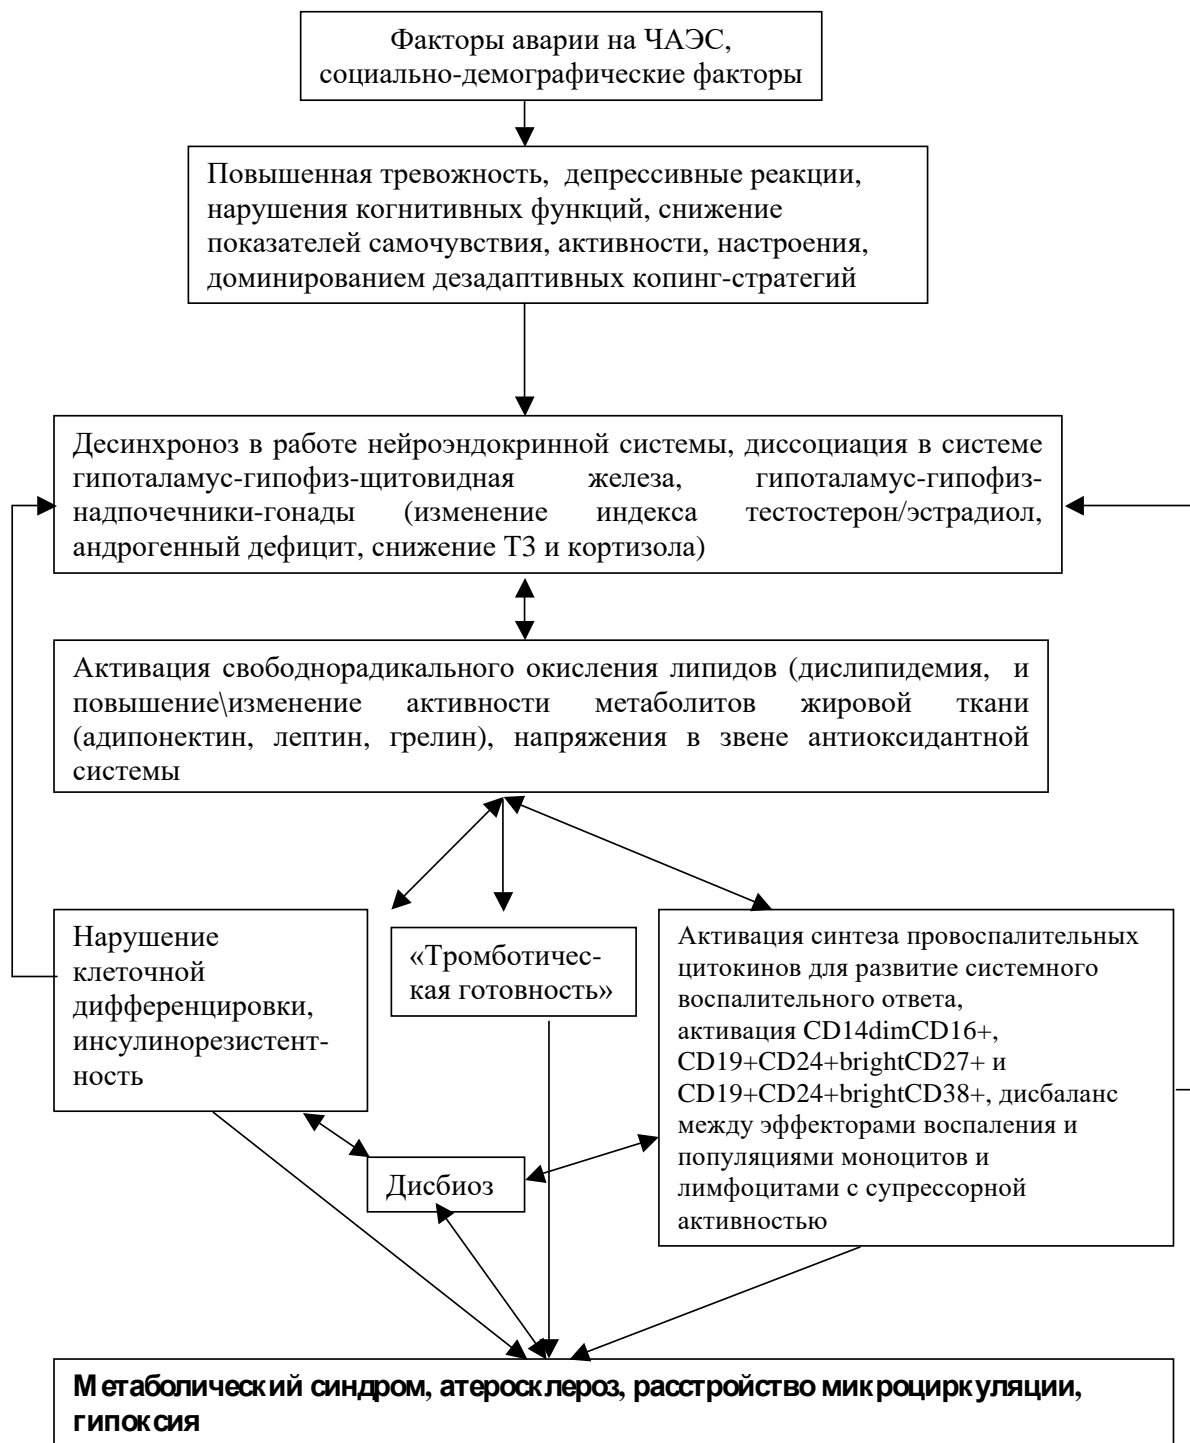 Факторы аварии на ЧАЭС,
социально-демографические факторы
Повышенная тревожность, депрессивные реакции,
нарушения когнитивных функций, снижение
показателей самочувствия, активности, настроения,
доминированием дезадаптивных копинг-стратегий
Десинхроноз в работе нейроэндокринной системы, диссоциация в системе
гипоталамус-гипофиз-щитовидная железа, гипоталамус-гипофиз-
надпочечники-гонады (изменение индекса тестостерон/эстрадиол,
андрогенный дефицит, снижение Т3 и кортизола)
Активация свободнорадикального окисления липидов (дислипидемия, и
повышение\изменение активности метаболитов жировой ткани
(адипонектин, лептин, грелин), напряжения в звене антиоксидантной
системы
Нарушение
клеточной
дифференцировки,
инсулинорезистент-
ность
«Тромботичес-
кая готовность»
Активация синтеза провоспалительных
цитокинов для развитие системного
воспалительного ответа,
активация CD14dimCD16+,
CD19+CD24+brightCD27+ и
CD19+CD24+brightCD38+, дисбаланс
между эффекторами воспаления и
популяциями моноцитов и
лимфоцитами с супрессорной
активностью
Дисбиоз
Метаболический синдром, атеросклероз, расстройство микроциркуляции,
гипоксия